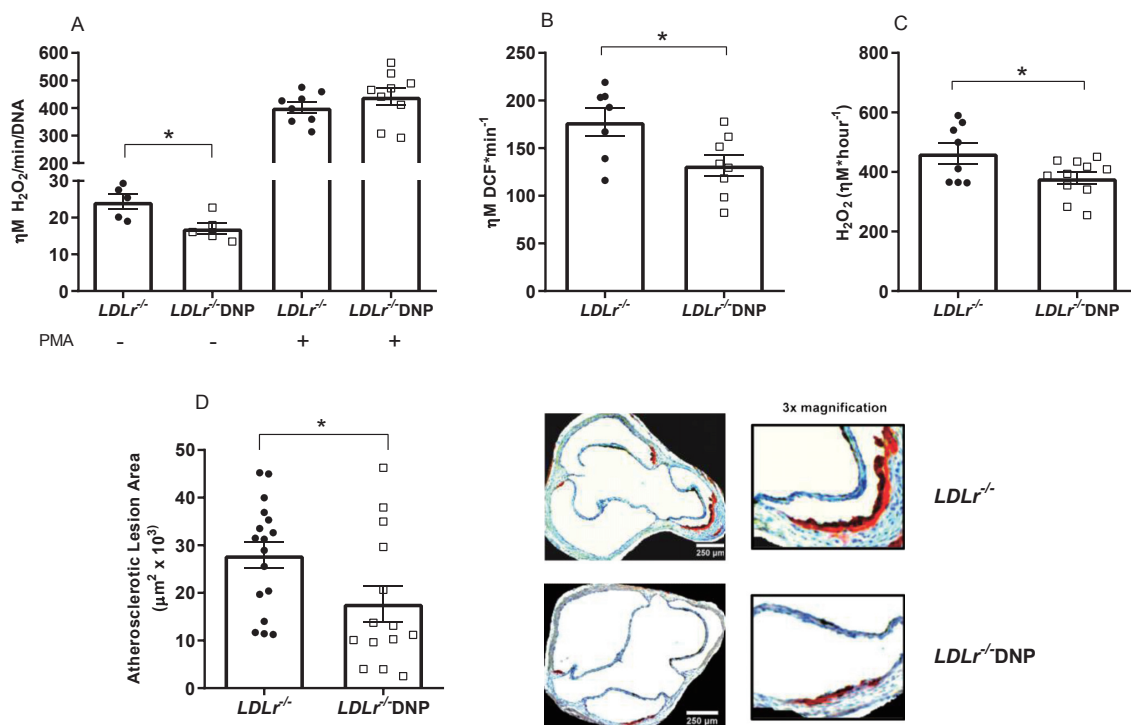 A
ηM H₂O₂/min/DNA
600
500
400
300
200
100
30
20
10
0
*
LDLr⁻/⁻
LDLr⁻/⁻DNP
LDLr⁻/⁻
LDLr⁻/⁻DNP
PMA - - + +
B
ηM DCF*min⁻¹
250
200
150
100
50
0
*
LDLr⁻/⁻
LDLr⁻/⁻DNP
C
H₂O₂ (ηM*hour⁻¹)
800
600
400
200
0
*
LDLr⁻/⁻
LDLr⁻/⁻DNP
D
Atherosclerotic Lesion Area
(μm² x 10³)
50
40
30
20
10
0
*
LDLr⁻/⁻
LDLr⁻/⁻DNP
3x magnification
250 μm
LDLr⁻/⁻
250 μm
LDLr⁻/⁻DNP